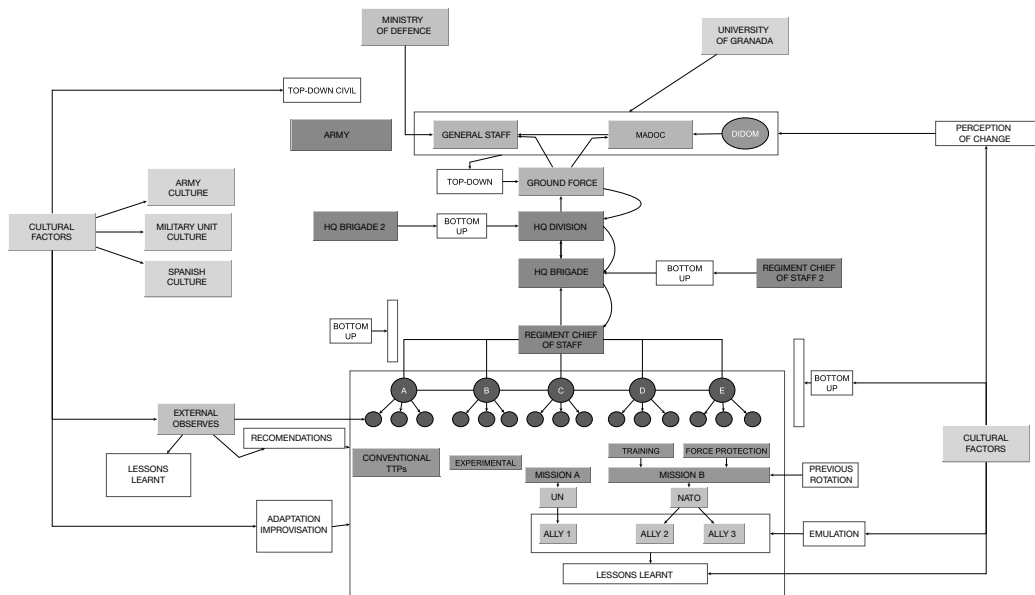 MINISTRY
OF DEFENCE
UNIVERSITY
OF GRANADA
TOP-DOWN CIVIL
ARMY
GENERAL STAFF
MADOC
DIDOM
PERCEPTION
OF CHANGE
TOP-DOWN
GROUND FORCE
ARMY
CULTURE
CULTURAL
FACTORS
MILITARY UNIT
CULTURE
SPANISH
CULTURE
HQ BRIGADE 2
BOTTOM
UP
HQ DIVISION
HQ BRIGADE
BOTTOM
UP
REGIMENT CHIEF
OF STAFF 2
BOTTOM
UP
REGIMENT CHIEF
OF STAFF
A
B
C
D
E
BOTTOM
UP
EXTERNAL
OBSERVES
RECOMENDATIONS
LESSONS
LEARNT
CONVENTIONAL
TTPs
EXPERIMENTAL
TRAINING
FORCE PROTECTION
MISSION A
MISSION B
PREVIOUS
ROTATION
CULTURAL
FACTORS
UN
NATO
ADAPTATION
IMPROVISATION
ALLY 1
ALLY 2
ALLY 3
EMULATION
LESSONS LEARNT